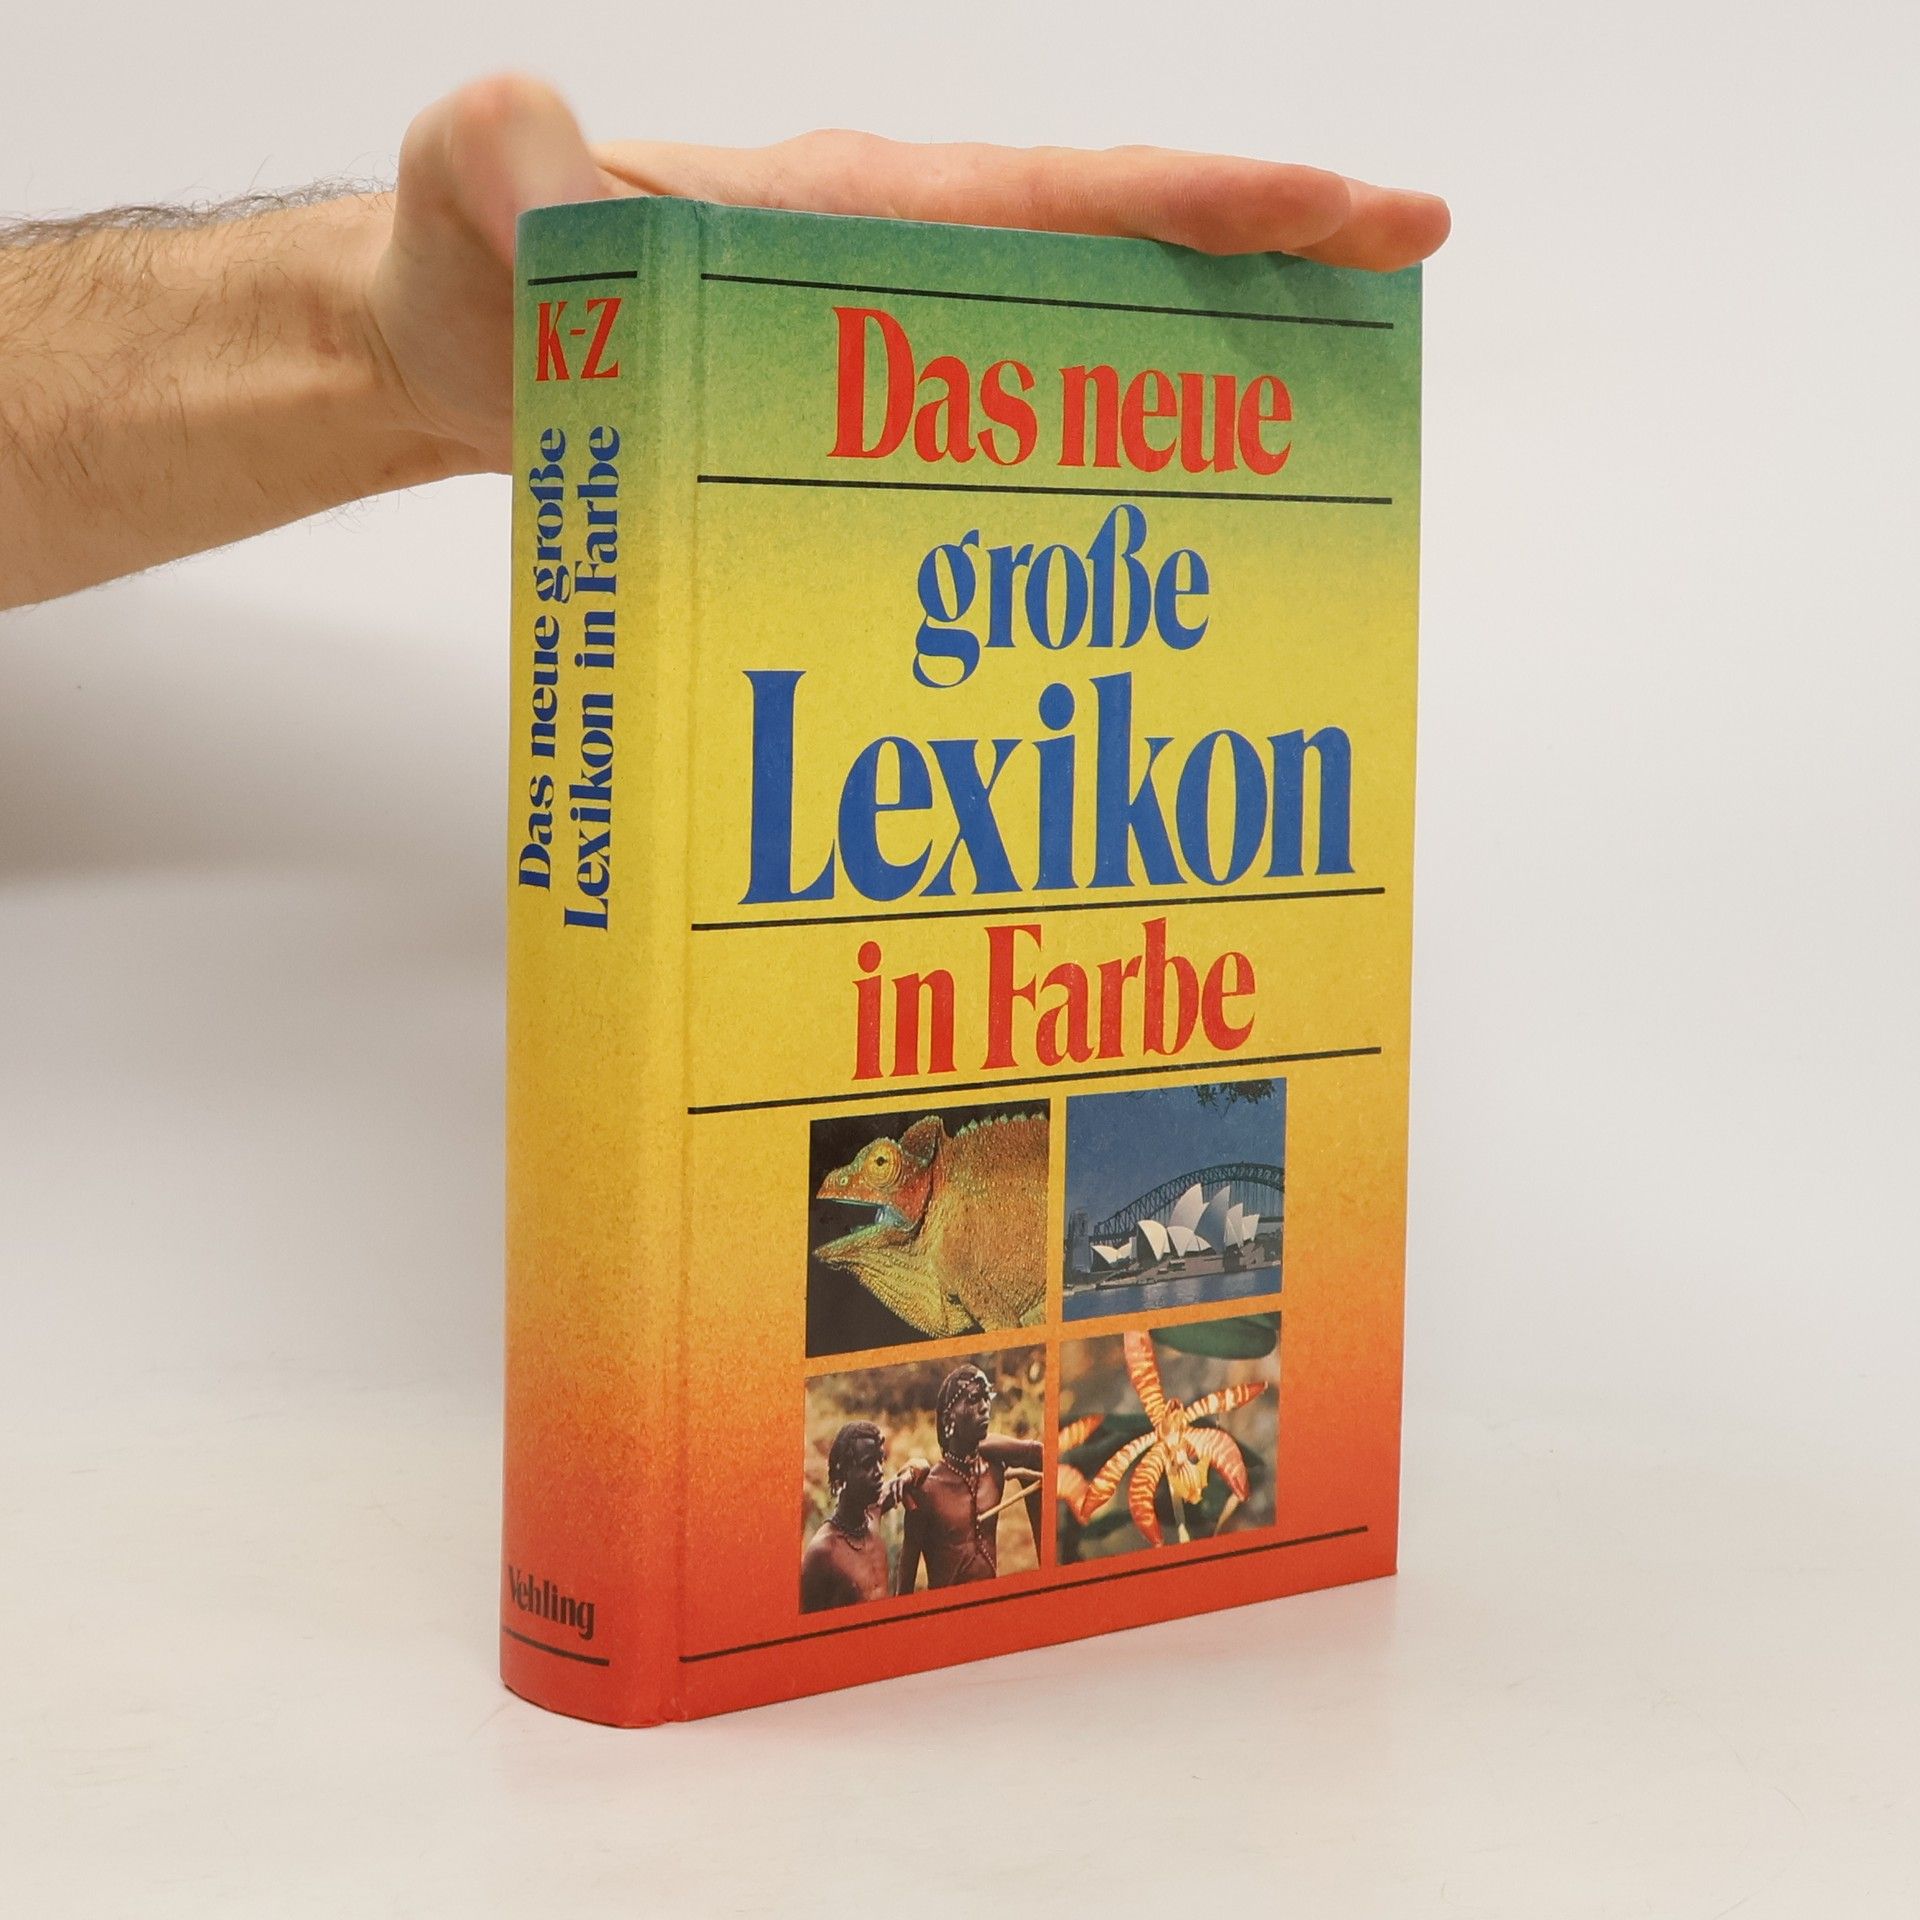 K-Z
Das neue große
Lexikon in Farbe
Vehling
Das neue
große
Lexikon
in Farbe